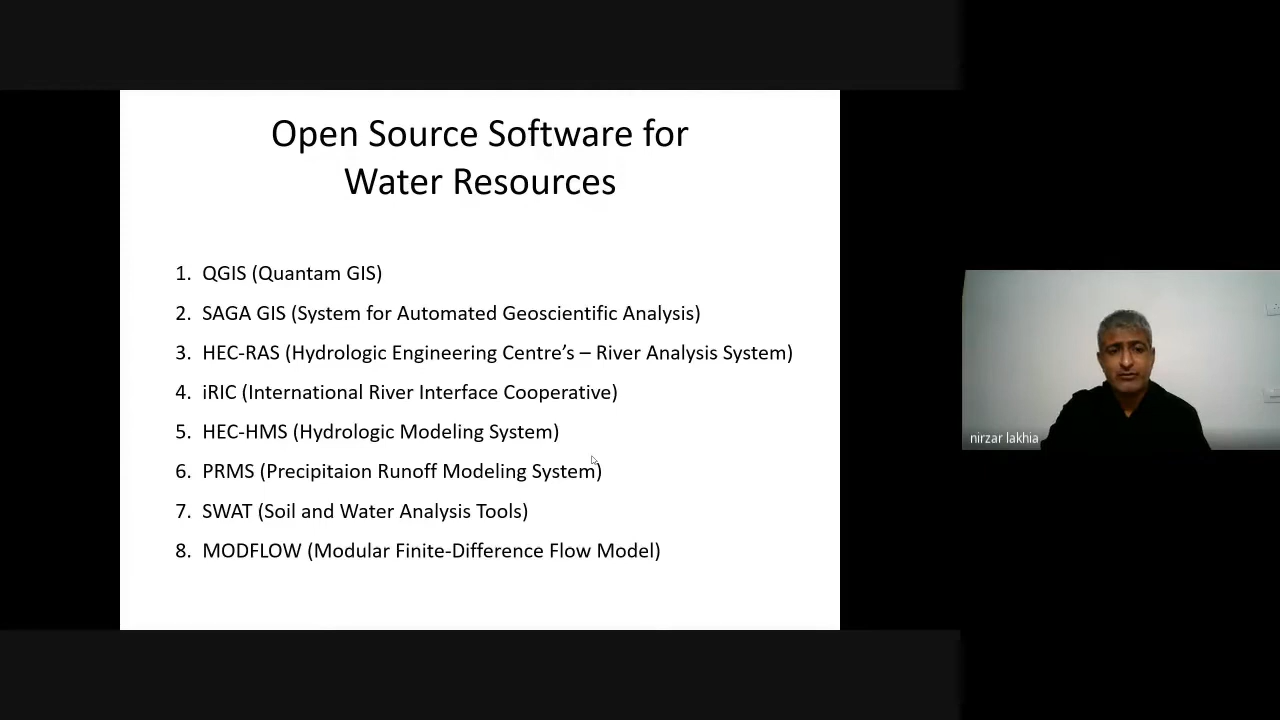 Open Source Software for
Water Resources
1. QGIS (Quantam GIS)
2. SAGA GIS (System for Automated Geoscientific Analysis)
3. HEC-RAS (Hydrologic Engineering Centre’s – River Analysis System)
4. iRIC (International River Interface Cooperative)
5. HEC-HMS (Hydrologic Modeling System)
6. PRMS (Precipitaion Runoff Modeling System)
7. SWAT (Soil and Water Analysis Tools)
8. MODFLOW (Modular Finite-Difference Flow Model)
nirzar lakhia